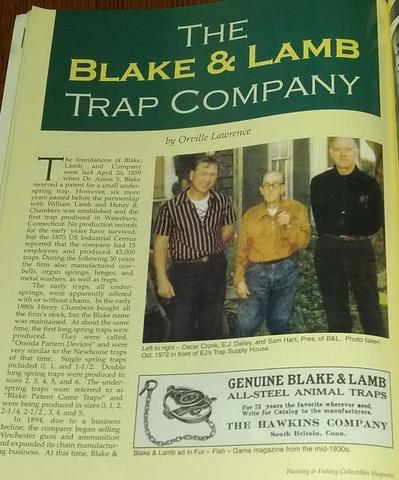 THE
BLAKE & LAMB
TRAP COMPANY
by Orville Lawrence
The foundations of Blake,
Lamb, and Company
were laid April 26, 1859
when Dr. Amos S. Blake
received a patent for a small under-
spring trap. However, six more
years passed before the partnership
with William Lamb and Henry R.
Chambers was established and the
first trap produced in Waterbury,
Connecticut. No production records
for the early years have survived,
but the 1870 US Industrial Census
reported that the company had 15
employees and produced 45,000
traps. During the following 30 years
the firm also manufactured cow-
bells, organ springs, hinges, and
metal washers, as well as traps.
The early traps, all under-
springs, were apparently offered
with or without chains. In the early
1880s Henry Chambers bought all
the firm's stock, but the Blake name
was maintained. At about the same
time, the first long spring traps were
produced. They were called,
"Oneida Pattern Devices" and were
very similar to the Newhouse traps
of that time. Single spring traps
included 0, 1, and 1-1/2. Double
long spring traps were produced in
sizes 2, 3, 4, 5, and 6. The under-
spring traps were referred to as
"Blake Patent Game Traps" and
were being produced in sizes 0, 1, 2,
2-1/4, 2-1/2, 3, 4, and 5.
In 1894, due to a business
decline, the company began selling
Winchester guns and ammunition
and expanded its chain manufactur-
ing business. At this time, Blake &
Left to right – Oscar Cronk, E.J. Dailey, and Sam Hart, Pres. of B&L. Photo taken
Oct. 1972 in front of EJ's Trap Supply House.
GENUINE BLAKE & LAMB
ALL-STEEL ANIMAL TRAPS
For 75 years the favorite wherever used.
Write for Catalog to the manufacturers.
THE HAWKINS COMPANY
South Britain, Conn.
Blake & Lamb ad in Fur – Fish – Game magazine from the mid-1930s.
Hunting & Fishing Collectibles Magazine